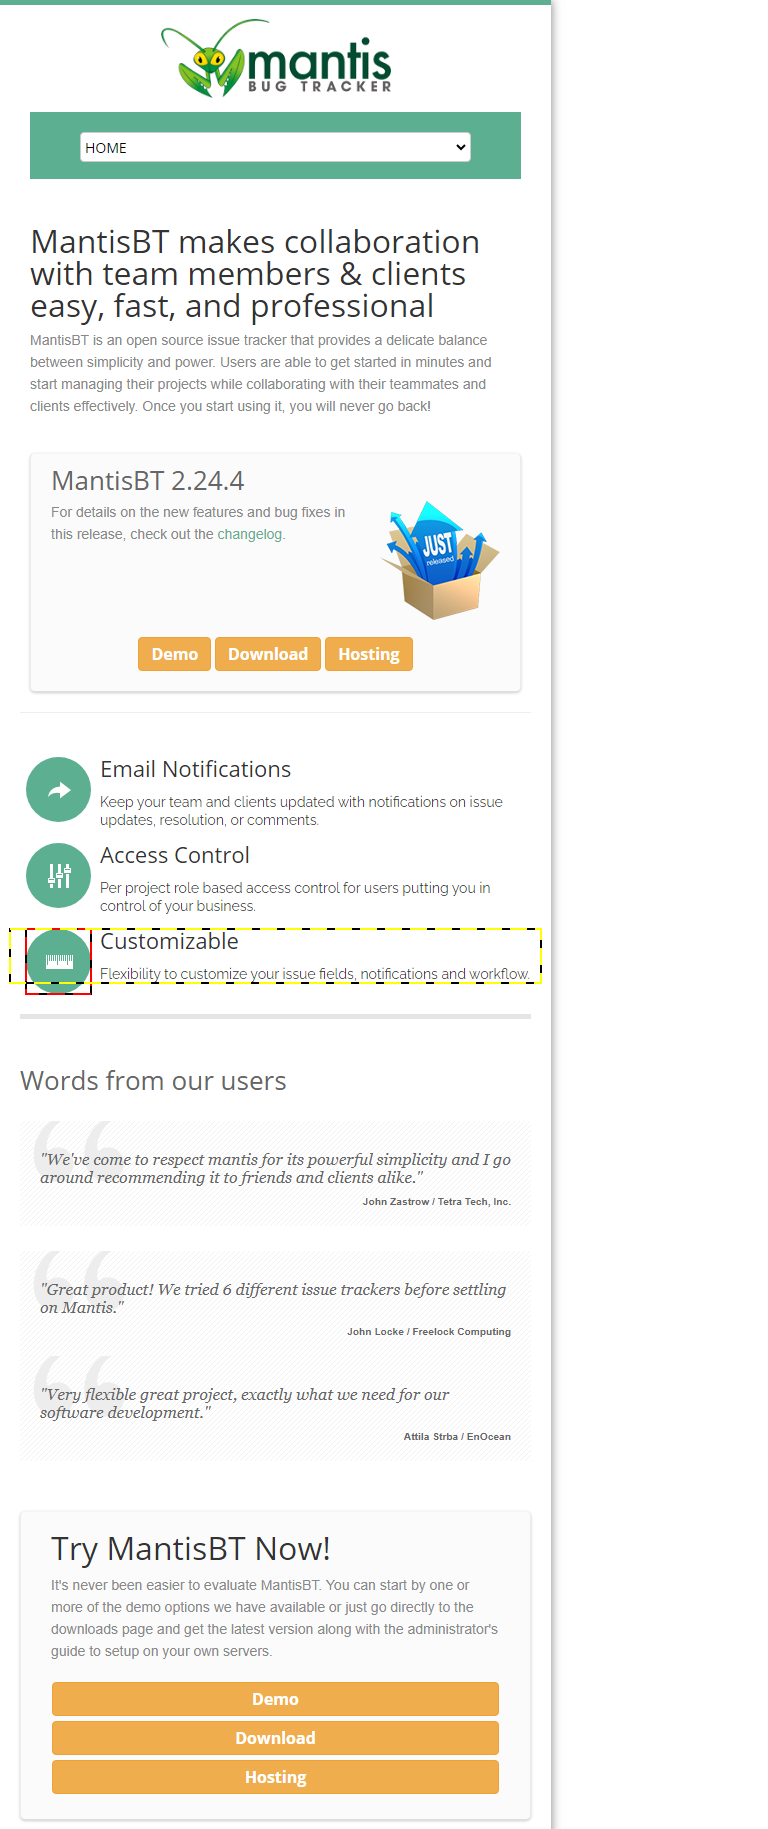 mantis
BUG TRACKER
HOME
MantisBT makes collaboration
with team members & clients
easy, fast, and professional
MantisBT is an open source issue tracker that provides a delicate balance
between simplicity and power. Users are able to get started in minutes and
start managing their projects while collaborating with their teammates and
clients effectively. Once you start using it, you will never go back!
MantisBT 2.24.4
For details on the new features and bug fixes in
this release, check out the changelog.
JUST
released
Demo Download Hosting
Email Notifications
Keep your team and clients updated with notifications on issue
updates, resolution, or comments.
Access Control
Per project role based access control for users putting you in
control of your business.
Customizable
Flexibility to customize your issue fields, notifications and workflow.
Words from our users
"We've come to respect mantis for its powerful simplicity and I go
around recommending it to friends and clients alike."
John Zastrow / Tetra Tech, Inc.
"Great product! We tried 6 different issue trackers before settling
on Mantis."
John Locke / Freelock Computing
"Very flexible great project, exactly what we need for our
software development."
Attila Strba / EnOcean
Try MantisBT Now!
It's never been easier to evaluate MantisBT. You can start by one or
more of the demo options we have available or just go directly to the
downloads page and get the latest version along with the administrator's
guide to setup on your own servers.
Demo
Download
Hosting